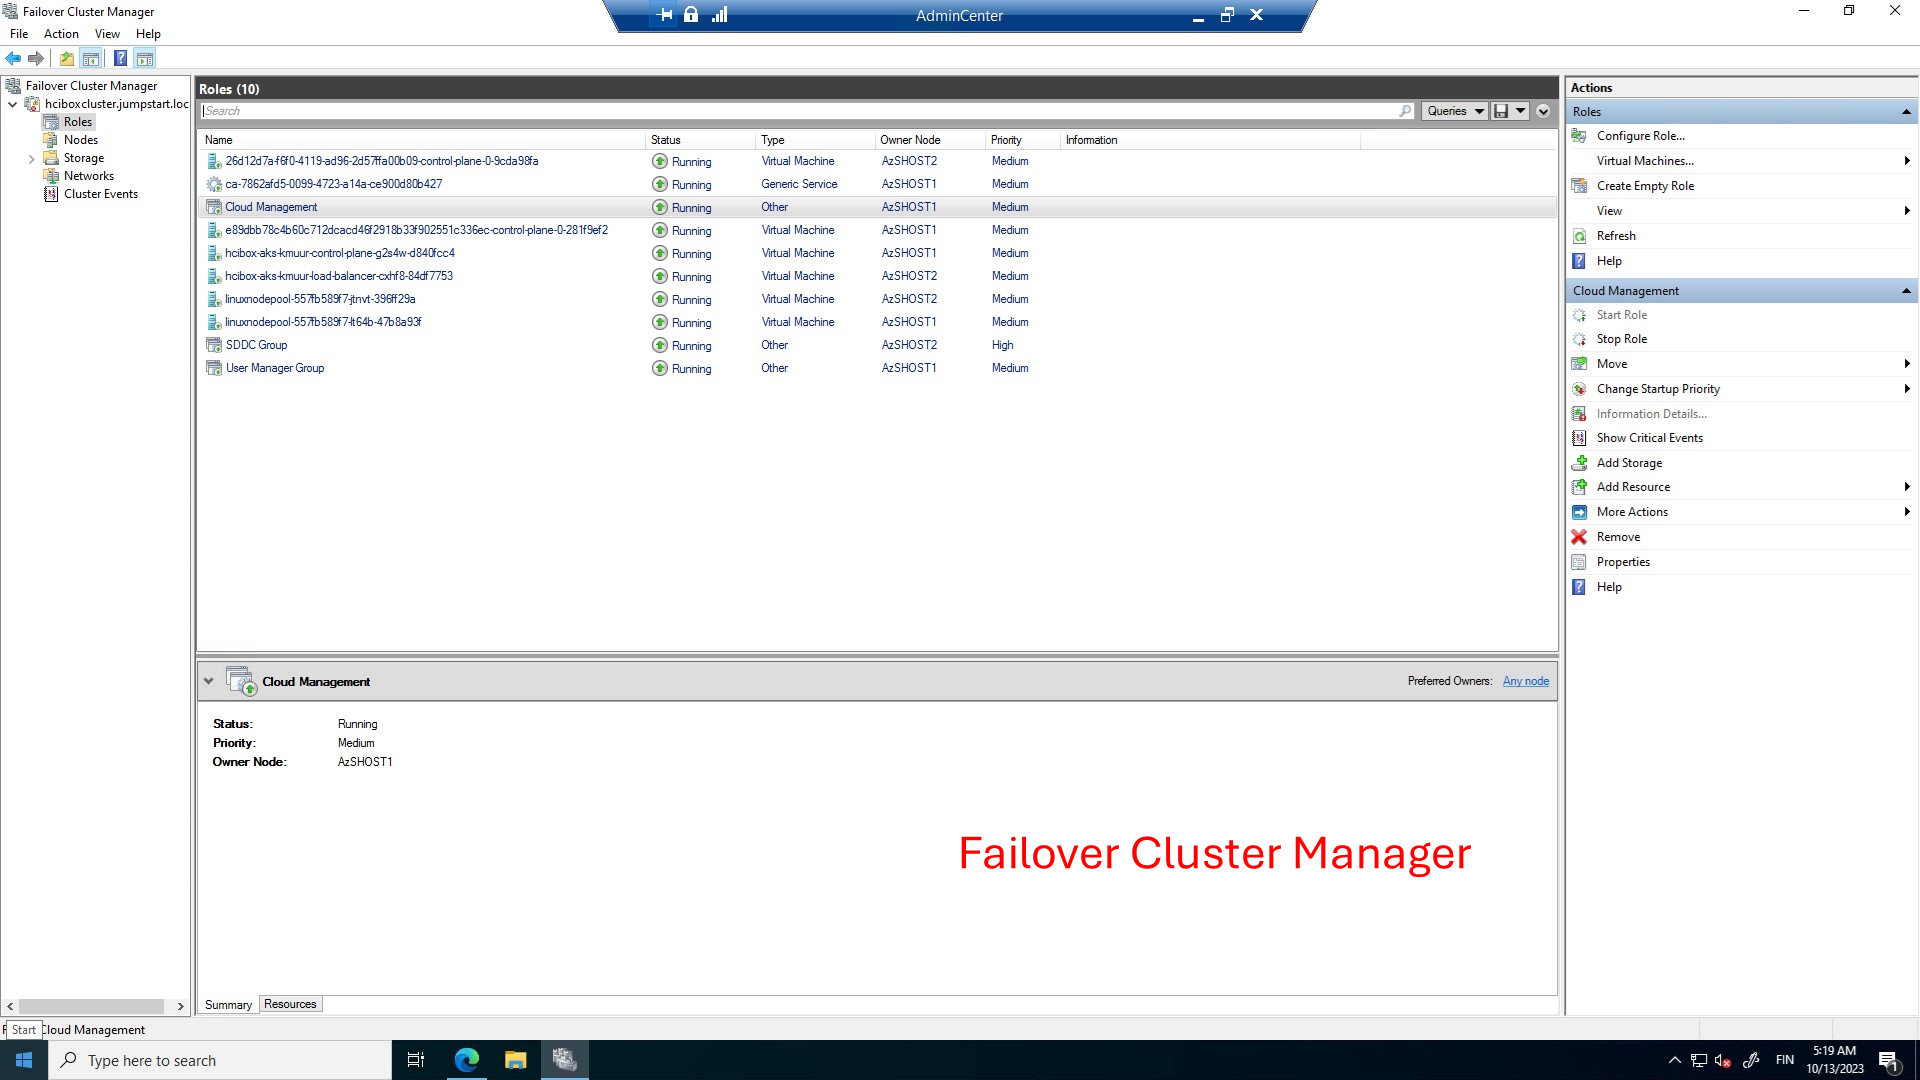 Failover Cluster Manager
AdminCenter
File Action View Help
Failover Cluster Manager
hciboxcluster.jumpstart.loc
Roles
Nodes
Storage
Networks
Cluster Events
Roles (10)
Search
Queries
Name Status Type Owner Node Priority Information
26d12d7a-f6f0-4119-ad96-2d57ffa00b09-control-plane-0-9cda98fa Running Virtual Machine AzSHOST2 Medium
ca-7862afd5-0099-4723-a14a-ce900d80b427 Running Generic Service AzSHOST1 Medium
Cloud Management Running Other AzSHOST1 Medium
e89dbb78c4b60c712dcacd46f2918b33f902551c336ec-control-plane-0-281f9ef2 Running Virtual Machine AzSHOST1 Medium
hcibox-aks-kmuur-control-plane-g2s4w-d840fcc4 Running Virtual Machine AzSHOST1 Medium
hcibox-aks-kmuur-load-balancer-cxhf8-84df7753 Running Virtual Machine AzSHOST2 Medium
linuxnodepool-557fb589f7-jtnvt-396ff29a Running Virtual Machine AzSHOST2 Medium
linuxnodepool-557fb589f7-lt64b-47b8a93f Running Virtual Machine AzSHOST1 Medium
SDDC Group Running Other AzSHOST2 High
User Manager Group Running Other AzSHOST1 Medium
Cloud Management Preferred Owners: Any node
Status: Running
Priority: Medium
Owner Node: AzSHOST1
Failover Cluster Manager
Summary Resources
Actions
Roles
Configure Role...
Virtual Machines...
Create Empty Role
View
Refresh
Help
Cloud Management
Start Role
Stop Role
Move
Change Startup Priority
Information Details...
Show Critical Events
Add Storage
Add Resource
More Actions
Remove
Properties
Help
Start Cloud Management
Type here to search
FIN
5:19 AM
10/13/2023
1